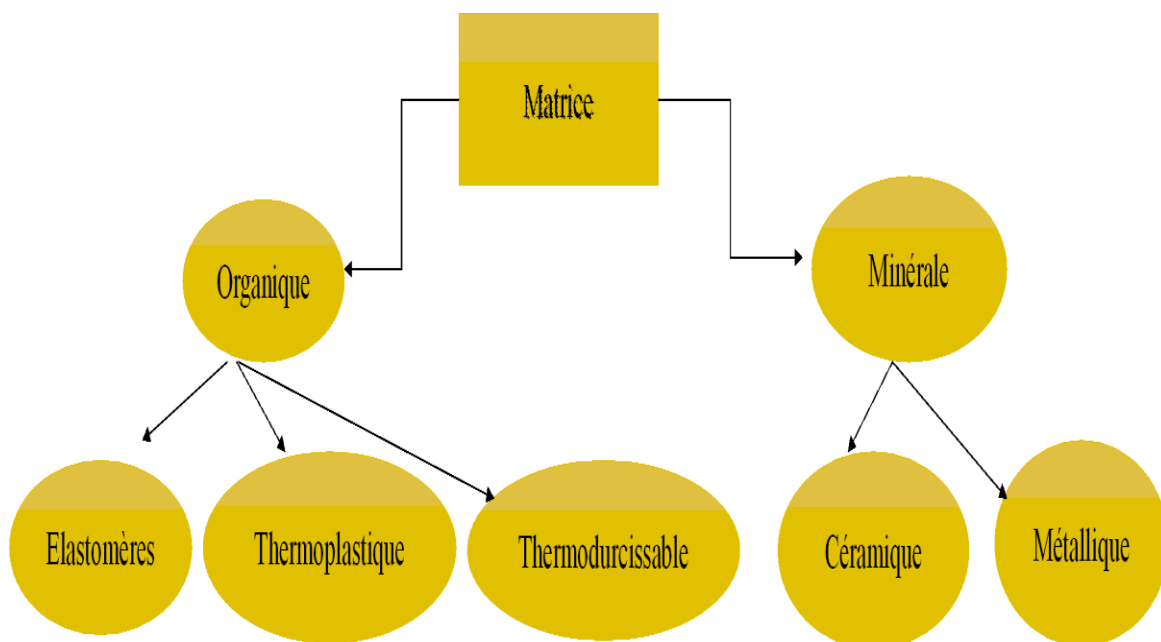 Matrice
Organique
Minérale
Elastomères
Thermoplastique
Thermodurcissable
Céramique
Métallique